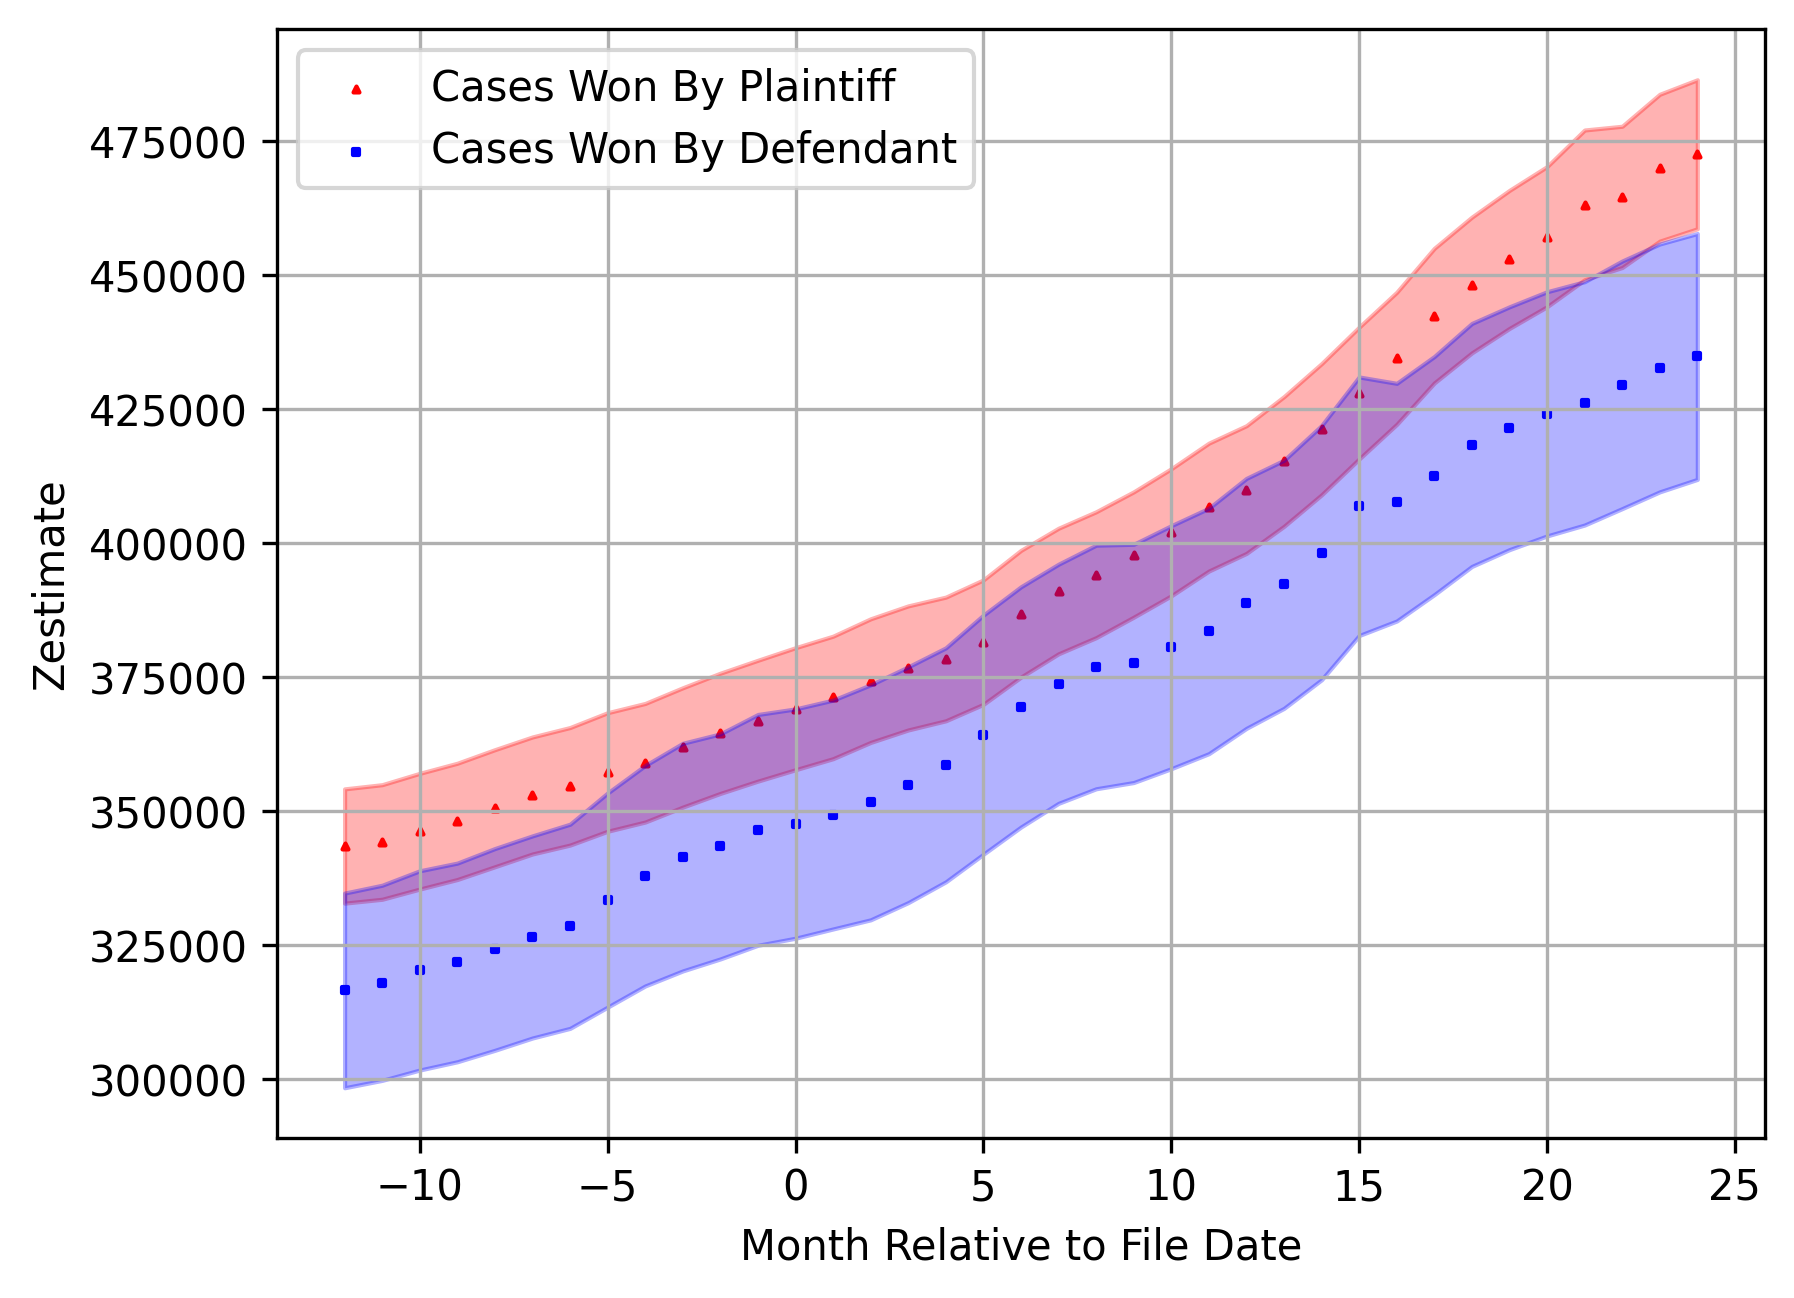 Cases Won By Plaintiff
Cases Won By Defendant
475000
450000
425000
400000
375000
350000
325000
300000
Zestimate
−10 −5 0 5 10 15 20 25
Month Relative to File Date